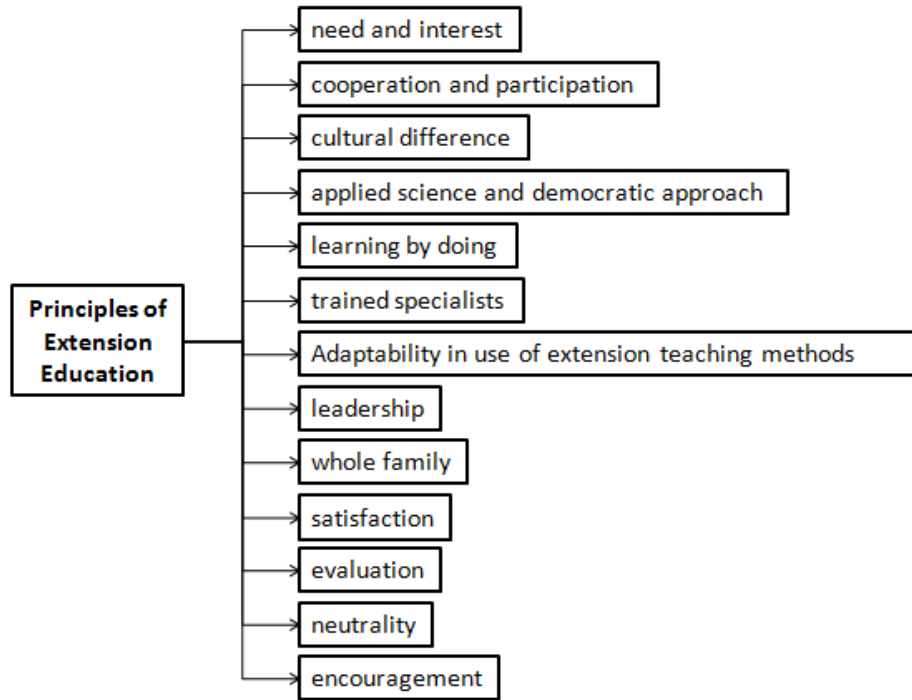 need and interest
cooperation and participation
cultural difference
applied science and democratic approach
learning by doing
trained specialists
Principles of
Extension
Education
Adaptability in use of extension teaching methods
leadership
whole family
satisfaction
evaluation
neutrality
encouragement